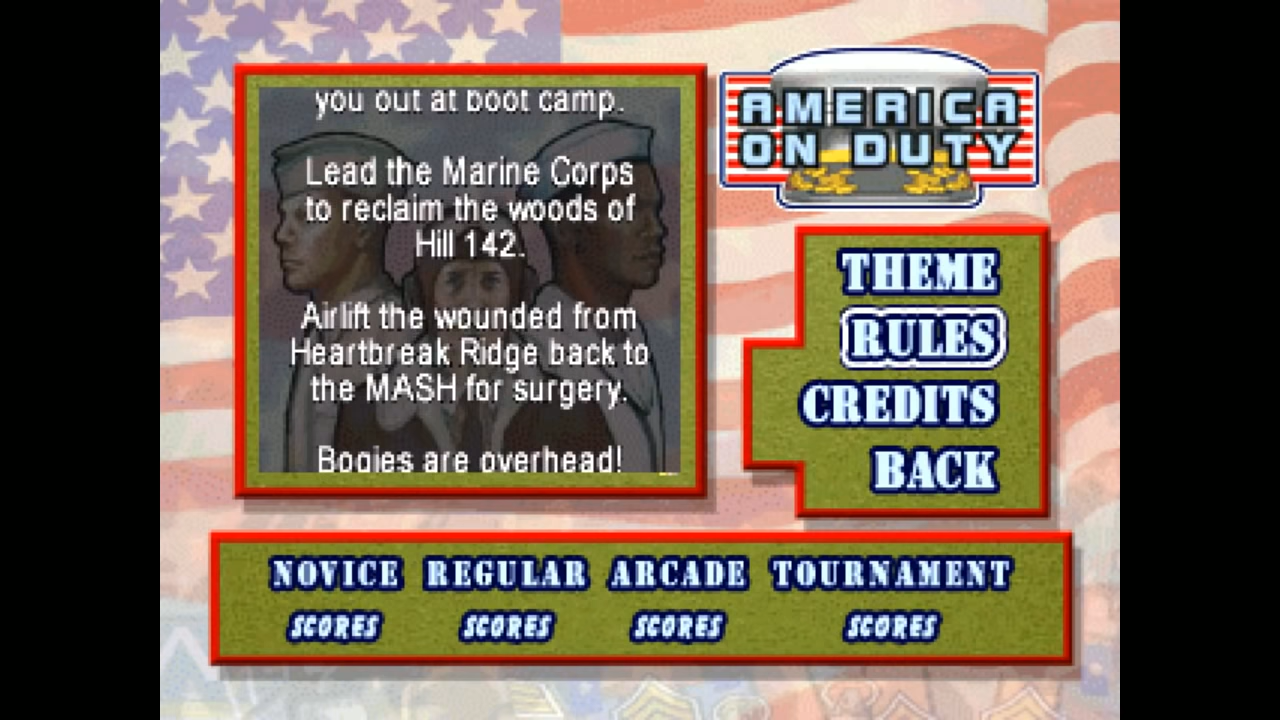 you out at boot camp.
Lead the Marine Corps
to reclaim the woods of
Hill 142.
Airlift the wounded from
Heartbreak Ridge back to
the MASH for surgery.
Bogies are overhead!
AMERICA
ON DUTY
THEME
RULES
CREDITS
BACK
NOVICE REGULAR ARCADE TOURNAMENT
SCORES SCORES SCORES SCORES